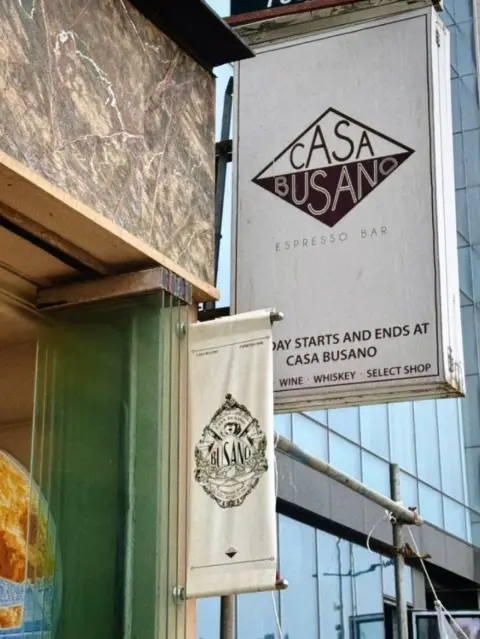 CASA
BUSANO
ESPRESSO BAR
DAY STARTS AND ENDS AT
CASA BUSANO
WINE · WHISKEY · SELECT SHOP
BUSANO